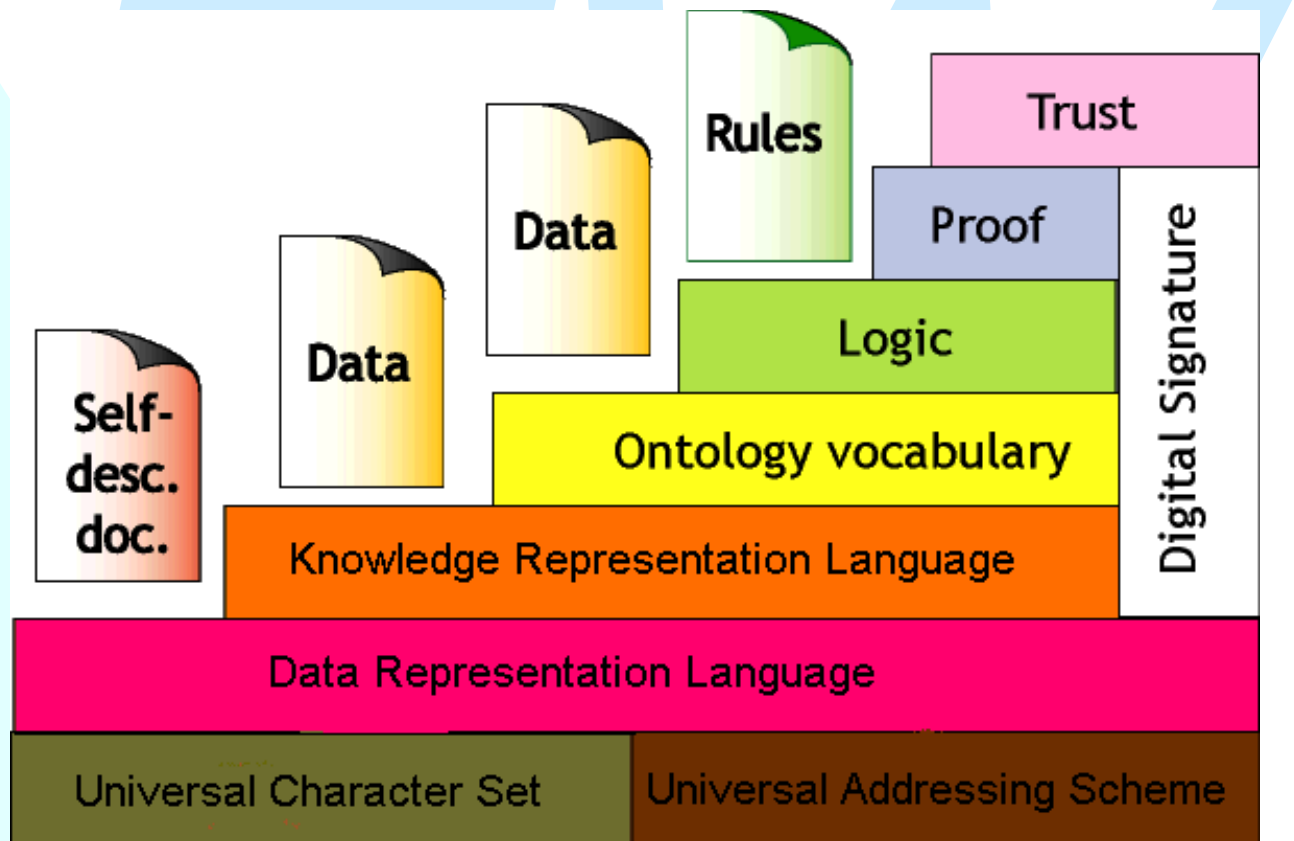 Rules
Trust
Data
Proof
Data
Logic
Self-
desc.
doc.
Ontology vocabulary
Digital Signature
Knowledge Representation Language
Data Representation Language
Universal Character Set
Universal Addressing Scheme